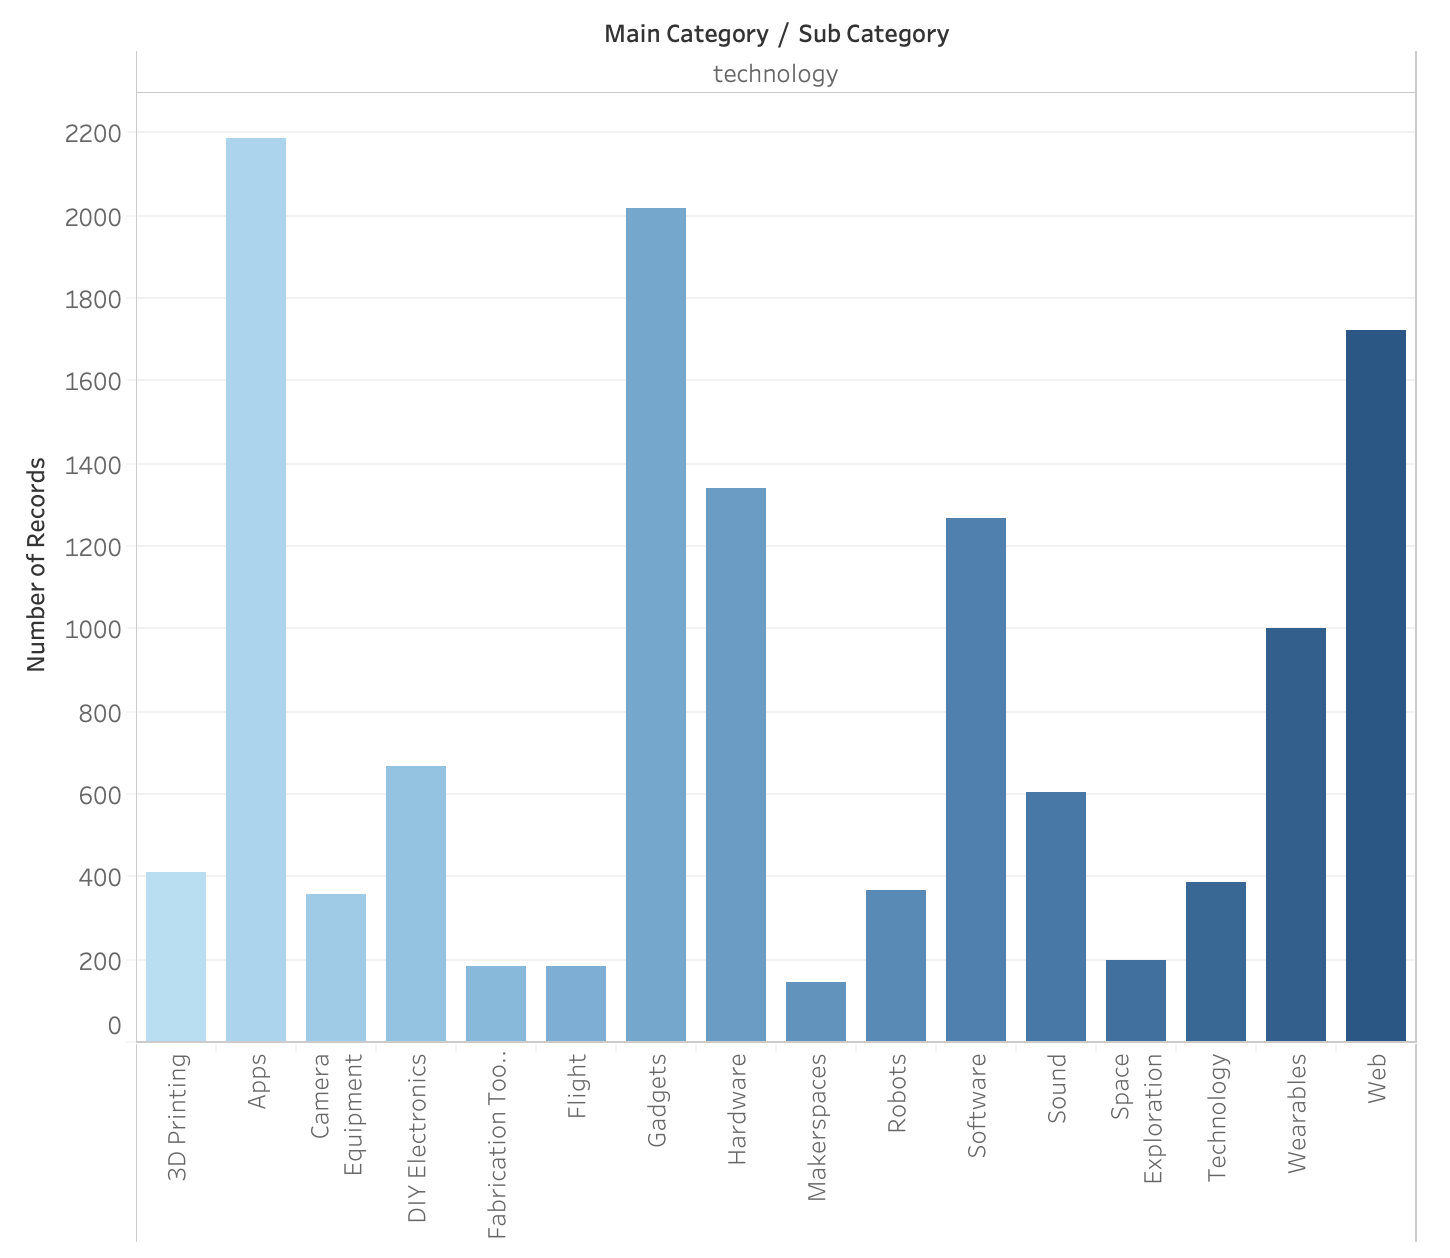 Main Category / Sub Category
technology
Number of Records
2200
2000
1800
1600
1400
1200
1000
800
600
400
200
0
3D Printing
Apps
Camera
Equipment
DIY Electronics
Fabrication Too..
Flight
Gadgets
Hardware
Makerspaces
Robots
Software
Sound
Space
Exploration
Technology
Wearables
Web